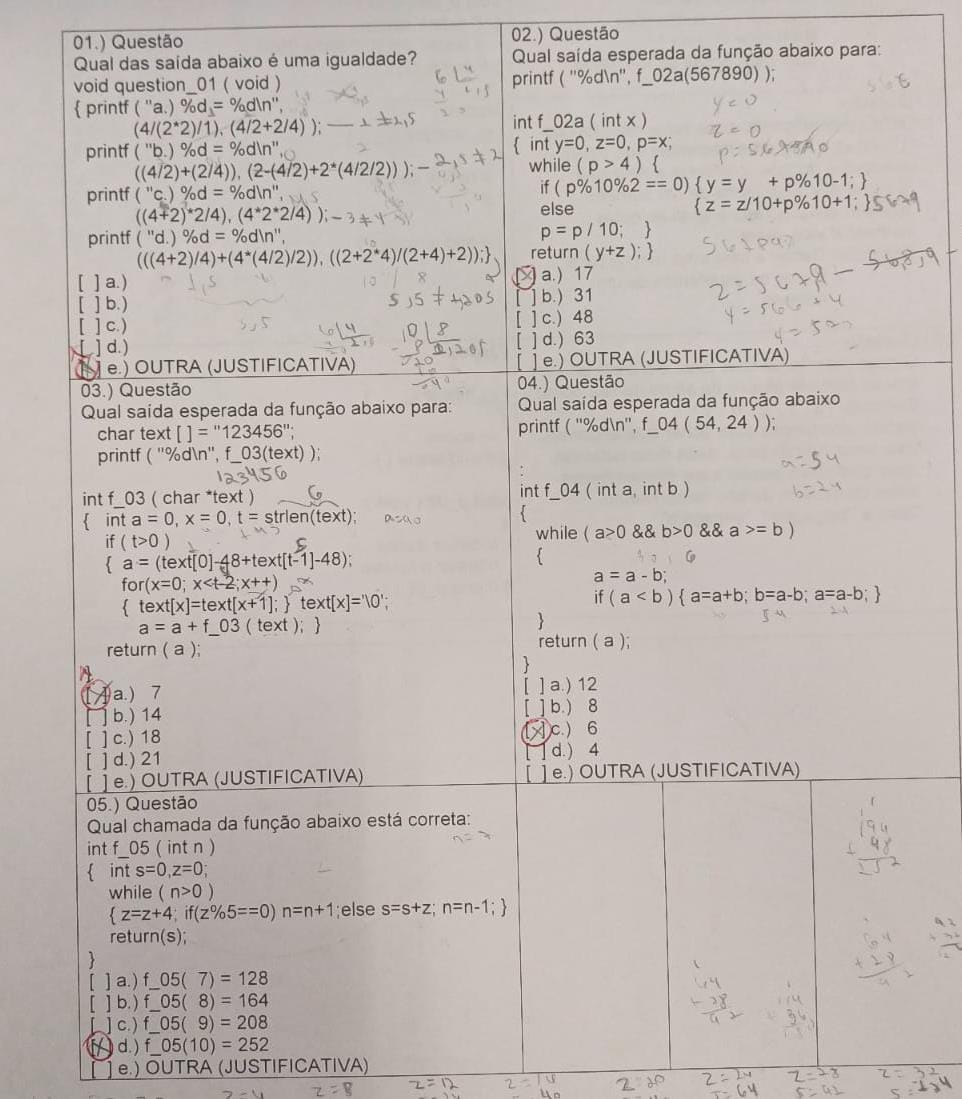 01.) Questão
Qual das saída abaixo é uma igualdade?
void question_01 ( void )
{ printf ( "a.) %d = %d\n",
(4/(2*2)/1), (4/2+2/4) );
printf ( "b.) %d = %d\n",
((4/2)+(2/4)), (2-(4/2)+2*(4/2/2)) );
printf ( "c.) %d = %d\n",
((4+2)*2/4), (4*2*2/4) );
printf ( "d.) %d = %d\n",
(((4+2)/4)+(4*(4/2)/2)), ((2+2*4)/(2+4)+2));}
[ ] a.)
[ ] b.)
[ ] c.)
[ ] d.)
[X] e.) OUTRA (JUSTIFICATIVA)
02.) Questão
Qual saída esperada da função abaixo para:
printf ( "%d\n", f_02a(567890) );
y=0
int f_02a ( int x )
z=0
{ int y=0, z=0, p=x;
while ( p>4 ) {
if ( p%10%2 == 0) { y=y + p%10-1; }
else { z = z/10+p%10+1; }
p = p / 10; }
return ( y+z ); }
[X] a.) 17
[ ] b.) 31
[ ] c.) 48
[ ] d.) 63
[ ] e.) OUTRA (JUSTIFICATIVA)
03.) Questão
Qual saída esperada da função abaixo para:
char text [ ] = "123456";
printf ( "%d\n", f_03(text) );
123456
int f_03 ( char *text )
{ int a = 0, x = 0, t = strlen(text);
if ( t>0 )
{ a = (text[0]-48+text[t-1]-48);
for(x=0; x<t-2;x++)
{ text[x]=text[x+1]; } text[x]='\0';
a = a + f_03 ( text ); }
return ( a );
[X] a.) 7
[ ] b.) 14
[ ] c.) 18
[ ] d.) 21
[ ] e.) OUTRA (JUSTIFICATIVA)
04.) Questão
Qual saída esperada da função abaixo
printf ( "%d\n", f_04 ( 54, 24 ) );
a=54
:
int f_04 ( int a, int b )
b=24
{
while ( a≥0 && b>0 && a >= b )
{
a = a - b;
if ( a < b ) { a=a+b; b=a-b; a=a-b; }
}
return ( a );
}
[ ] a.) 12
[ ] b.) 8
[X] c.) 6
[ ] d.) 4
[ ] e.) OUTRA (JUSTIFICATIVA)
05.) Questão
Qual chamada da função abaixo está correta:
int f_05 ( int n )
{ int s=0,z=0;
while ( n>0 )
{ z=z+4; if(z%5==0) n=n+1;else s=s+z; n=n-1; }
return(s);
}
[ ] a.) f_05( 7) = 128
[ ] b.) f_05( 8) = 164
[ ] c.) f_05( 9) = 208
[X] d.) f_05(10) = 252
[ ] e.) OUTRA (JUSTIFICATIVA)
z=8 z=12 z=20 z=24 z=28 z=32